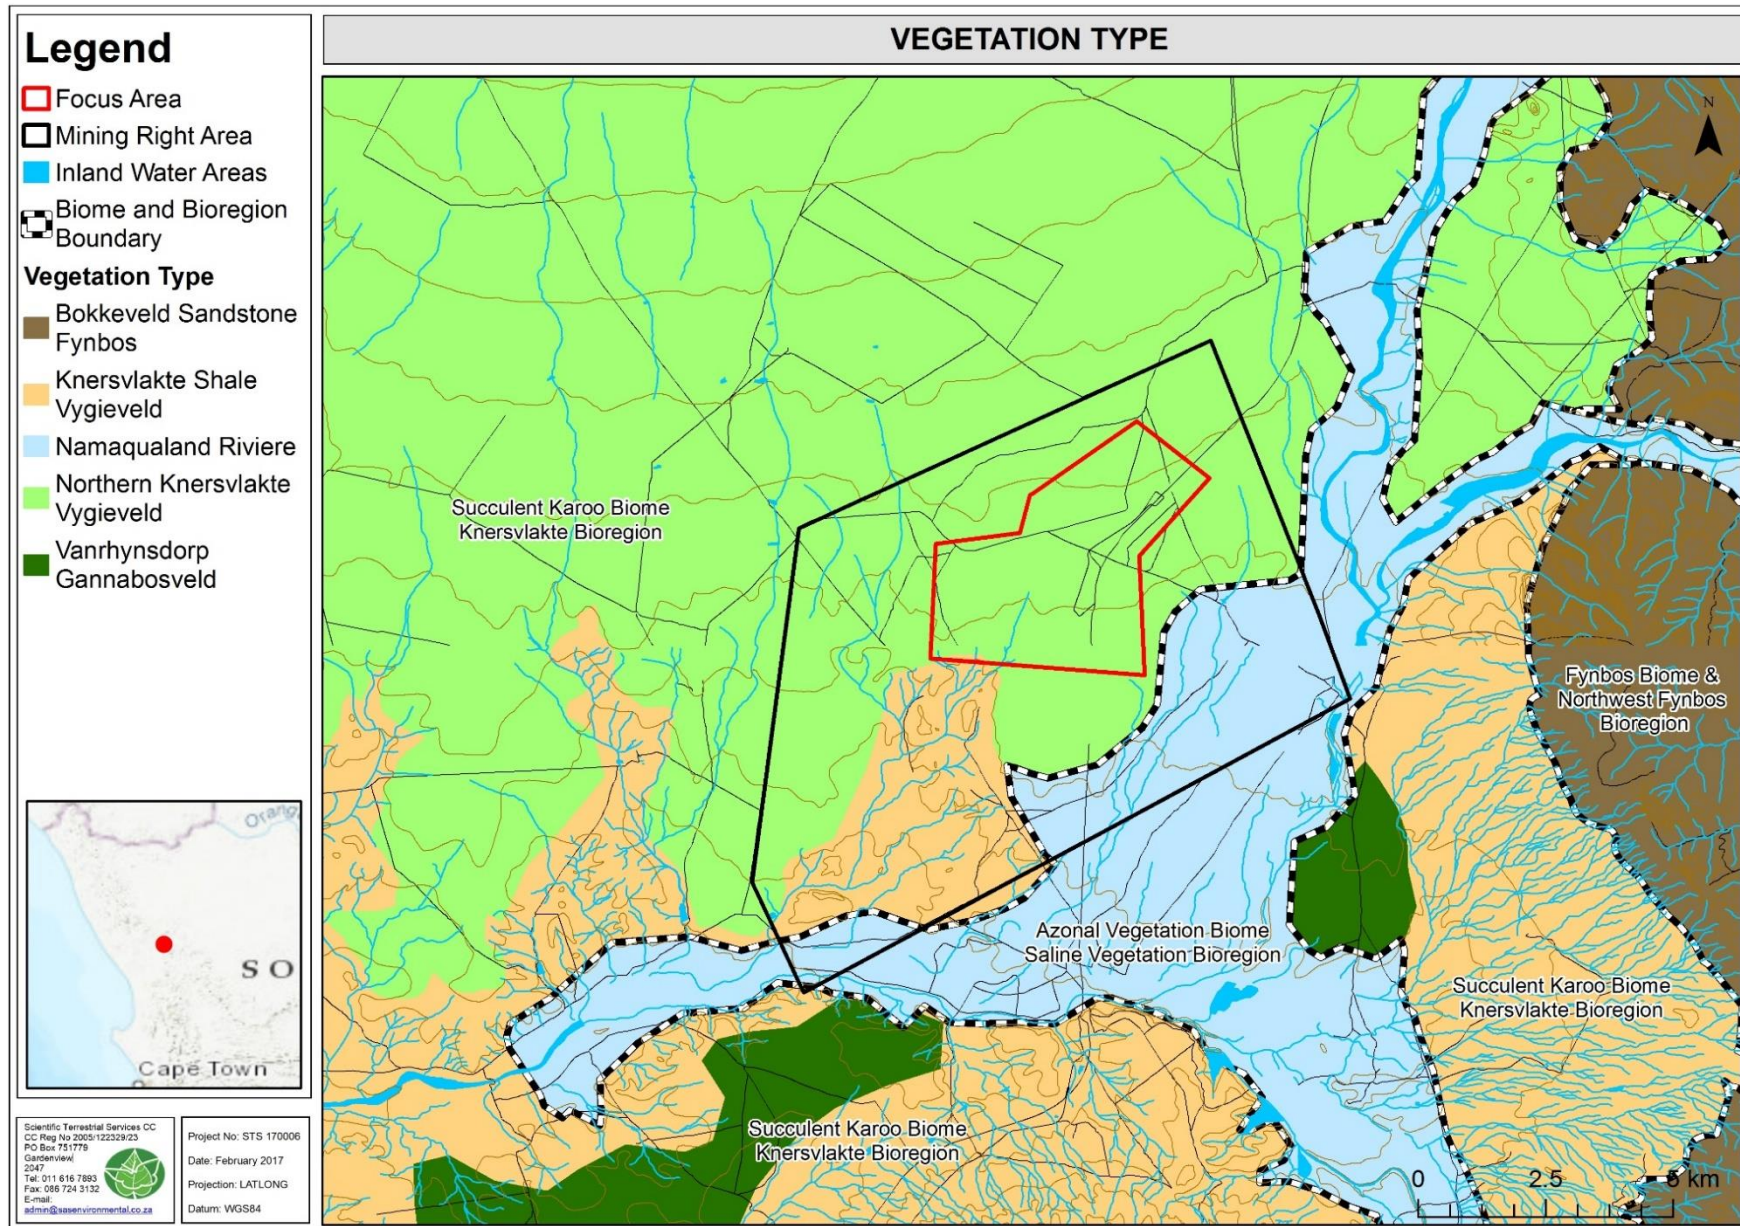 Legend
Focus Area
Mining Right Area
Inland Water Areas
Biome and Bioregion
Boundary
Vegetation Type
Bokkeveld Sandstone
Fynbos
Knersvlakte Shale
Vygieveld
Namaqualand Riviere
Northern Knersvlakte
Vygieveld
Vanrhynsdorp
Gannabosveld
Orang
S O
Cape Town
Scientific Terrestrial Services CC
CC Reg No 2005/122329/23
PO Box 751779
Gardenview
2047
Tel: 011 616 7893
Fax: 086 724 3132
E-mail:
admin@sasenvironmental.co.za
Project No: STS 170006
Date: February 2017
Projection: LATLONG
Datum: WGS84
VEGETATION TYPE
N
Succulent Karoo Biome
Knersvlakte Bioregion
Fynbos Biome &
Northwest Fynbos
Bioregion
Azonal Vegetation Biome
Saline Vegetation Bioregion
Succulent Karoo Biome
Knersvlakte Bioregion
Succulent Karoo Biome
Knersvlakte Bioregion
0 2.5 5 km